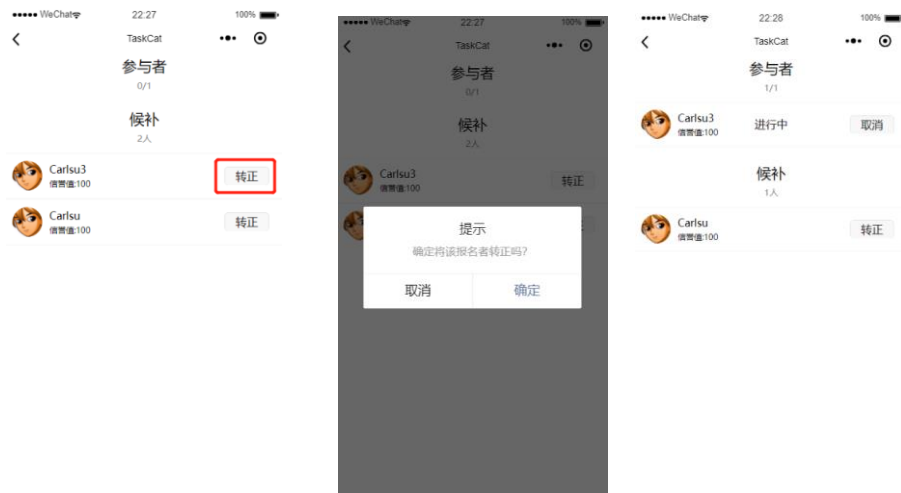 WeChat 22:27 100%
TaskCat
参与者
0/1
候补
2人
Carlsu3
信誉值:100
转正
Carlsu
信誉值:100
转正
WeChat 22:27 100%
TaskCat
参与者
0/1
候补
2人
Carlsu3
信誉值:100
转正
提示
确定将该报名者转正吗?
取消 确定
WeChat 22:28 100%
TaskCat
参与者
1/1
Carlsu3
信誉值:100
进行中
取消
候补
1人
Carlsu
信誉值:100
转正